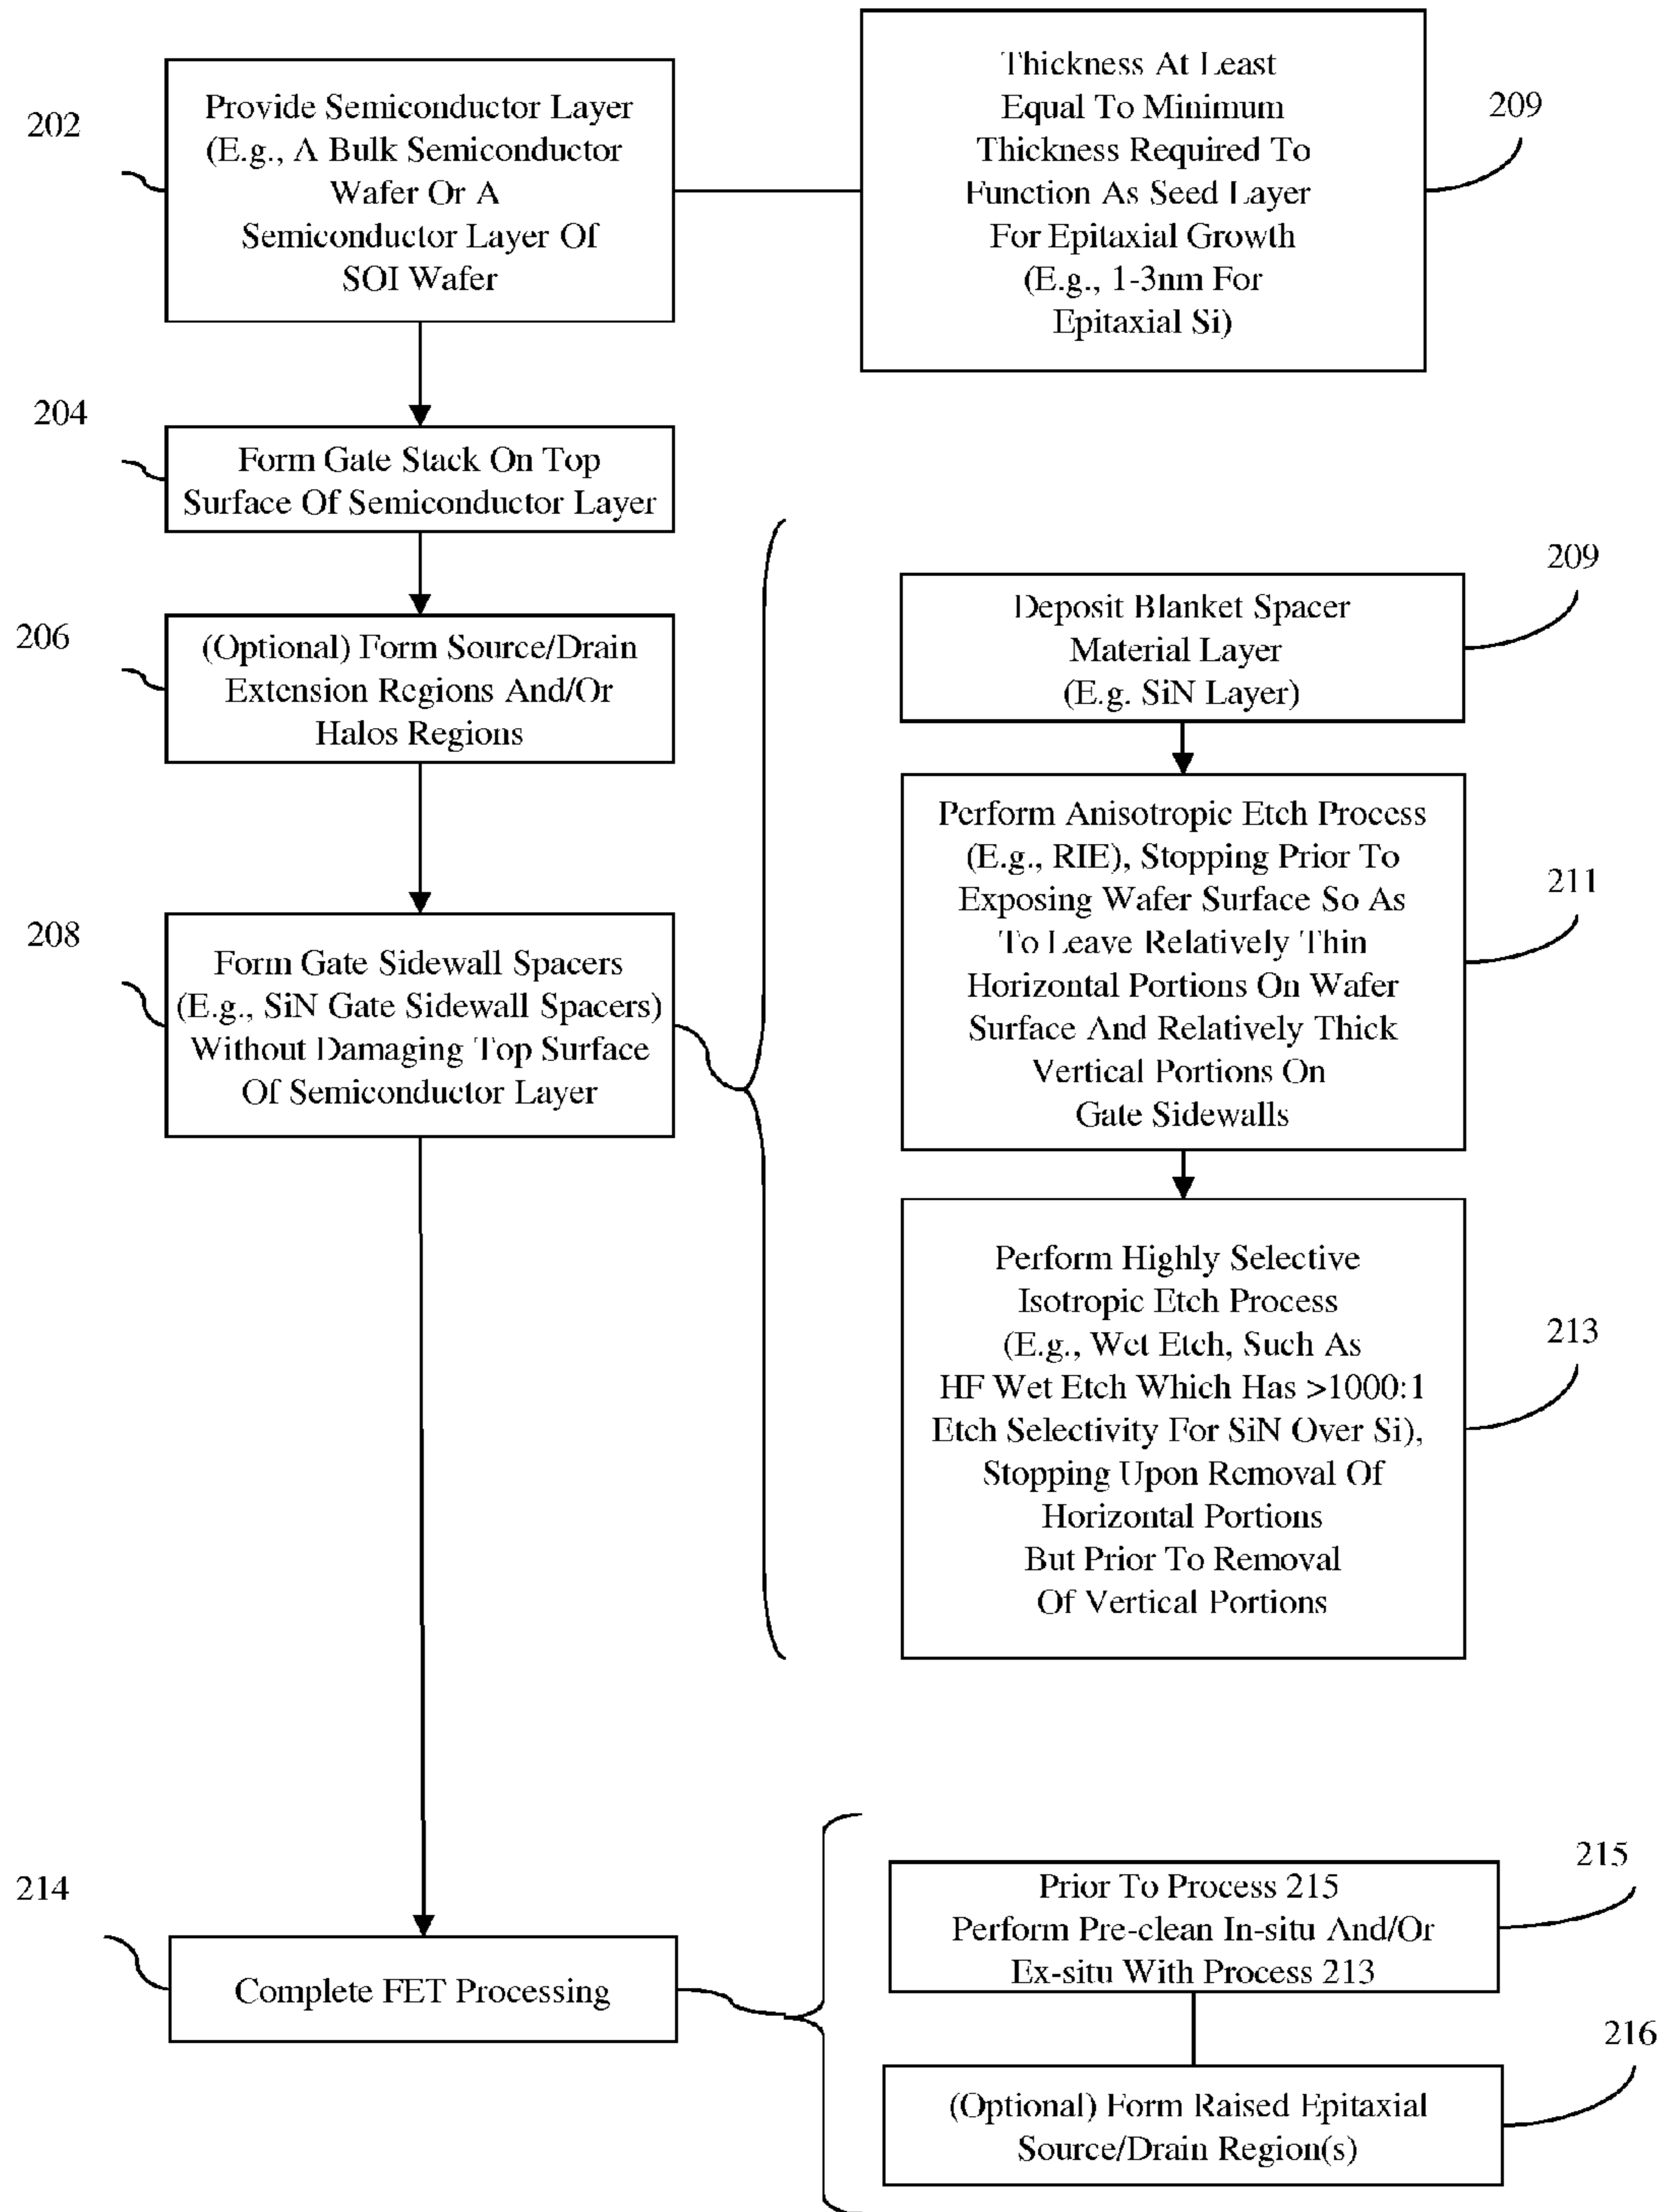 202
Provide Semiconductor Layer
(E.g., A Bulk Semiconductor
Wafer Or A
Semiconductor Layer Of
SOI Wafer
Thickness At Least
Equal To Minimum
Thickness Required To
Function As Seed Layer
For Epitaxial Growth
(E.g., 1-3nm For
Epitaxial Si)
209
204
Form Gate Stack On Top
Surface Of Semiconductor Layer
206
(Optional) Form Source/Drain
Extension Regions And/Or
Halos Regions
208
Form Gate Sidewall Spacers
(E.g., SiN Gate Sidewall Spacers)
Without Damaging Top Surface
Of Semiconductor Layer
Deposit Blanket Spacer
Material Layer
(E.g. SiN Layer)
209
Perform Anisotropic Etch Process
(E.g., RIE), Stopping Prior To
Exposing Wafer Surface So As
To Leave Relatively Thin
Horizontal Portions On Wafer
Surface And Relatively Thick
Vertical Portions On
Gate Sidewalls
211
Perform Highly Selective
Isotropic Etch Process
(E.g., Wet Etch, Such As
HF Wet Etch Which Has >1000:1
Etch Selectivity For SiN Over Si),
Stopping Upon Removal Of
Horizontal Portions
But Prior To Removal
Of Vertical Portions
213
214
Complete FET Processing
Prior To Process 215
Perform Pre-clean In-situ And/Or
Ex-situ With Process 213
215
(Optional) Form Raised Epitaxial
Source/Drain Region(s)
216